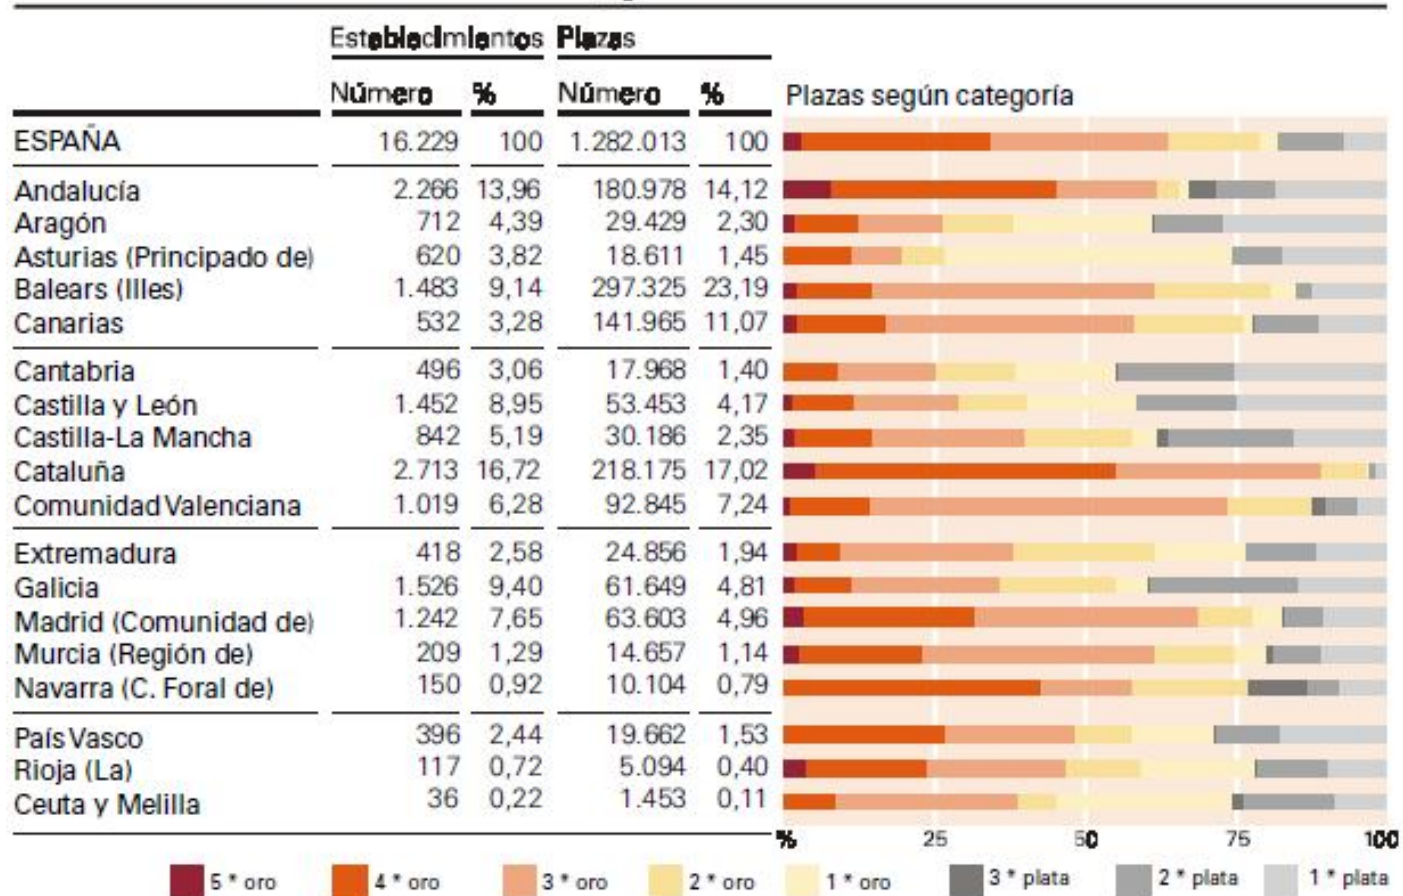 Establecimientos Plazas
Número % Número % Plazas según categoría
ESPAÑA 16.229 100 1.282.013 100
Andalucía 2.266 13,96 180.978 14,12
Aragón 712 4,39 29.429 2,30
Asturias (Principado de) 620 3,82 18.611 1,45
Balears (Illes) 1.483 9,14 297.325 23,19
Canarias 532 3,28 141.965 11,07
Cantabria 496 3,06 17.968 1,40
Castilla y León 1.452 8,95 53.453 4,17
Castilla-La Mancha 842 5,19 30.186 2,35
Cataluña 2.713 16,72 218.175 17,02
Comunidad Valenciana 1.019 6,28 92.845 7,24
Extremadura 418 2,58 24.856 1,94
Galicia 1.526 9,40 61.649 4,81
Madrid (Comunidad de) 1.242 7,65 63.603 4,96
Murcia (Región de) 209 1,29 14.657 1,14
Navarra (C. Foral de) 150 0,92 10.104 0,79
País Vasco 396 2,44 19.662 1,53
Rioja (La) 117 0,72 5.094 0,40
Ceuta y Melilla 36 0,22 1.453 0,11
% 25 50 75 100
5 * oro 4 * oro 3 * oro 2 * oro 1 * oro 3 * plata 2 * plata 1 * plata